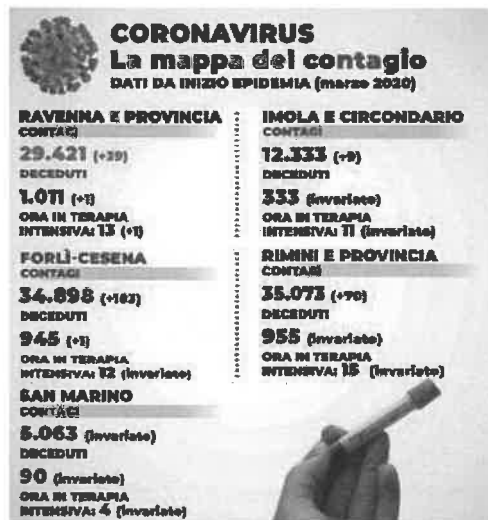 CORONAVIRUS
La mappa del contagio
DATI DA INIZIO EPIDEMIA (marzo 2020)
RAVENNA E PROVINCIA
CONTAGI
29.421 (+39)
DECEDUTI
1.011 (+1)
ORA IN TERAPIA
INTENSIVA: 13 (+1)
FORLÌ-CESENA
CONTAGI
34.898 (+183)
DECEDUTI
945 (+1)
ORA IN TERAPIA
INTENSIVA: 12 (invariato)
SAN MARINO
CONTAGI
5.063 (invariato)
DECEDUTI
90 (invariato)
ORA IN TERAPIA
INTENSIVA: 4 (invariato)
IMOLA E CIRCONDARIO
CONTAGI
12.333 (+9)
DECEDUTI
333 (invariato)
ORA IN TERAPIA
INTENSIVA: 11 (invariato)
RIMINI E PROVINCIA
CONTAGI
35.073 (+70)
DECEDUTI
955 (invariato)
ORA IN TERAPIA
INTENSIVA: 15 (invariato)